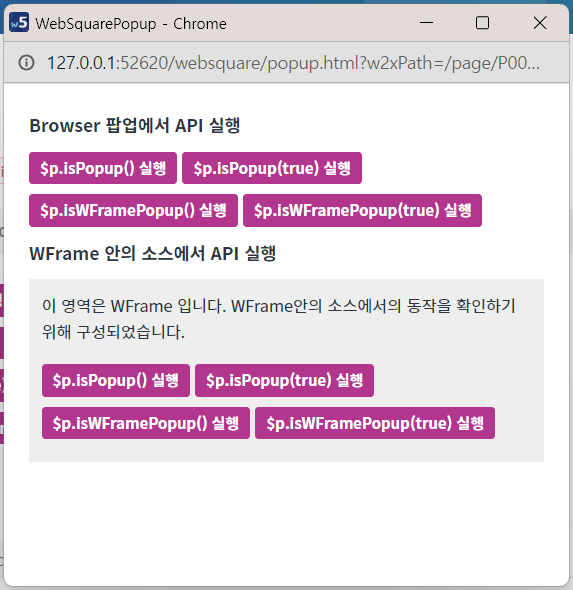 W5 WebSquarePopup - Chrome
127.0.0.1:52620/websquare/popup.html?w2xPath=/page/P00...
Browser 팝업에서 API 실행
$p.isPopup() 실행 $p.isPopup(true) 실행
$p.isWFramePopup() 실행 $p.isWFramePopup(true) 실행
WFrame 안의 소스에서 API 실행
이 영역은 WFrame 입니다. WFrame안의 소스에서의 동작을 확인하기
위해 구성되었습니다.
$p.isPopup() 실행 $p.isPopup(true) 실행
$p.isWFramePopup() 실행 $p.isWFramePopup(true) 실행